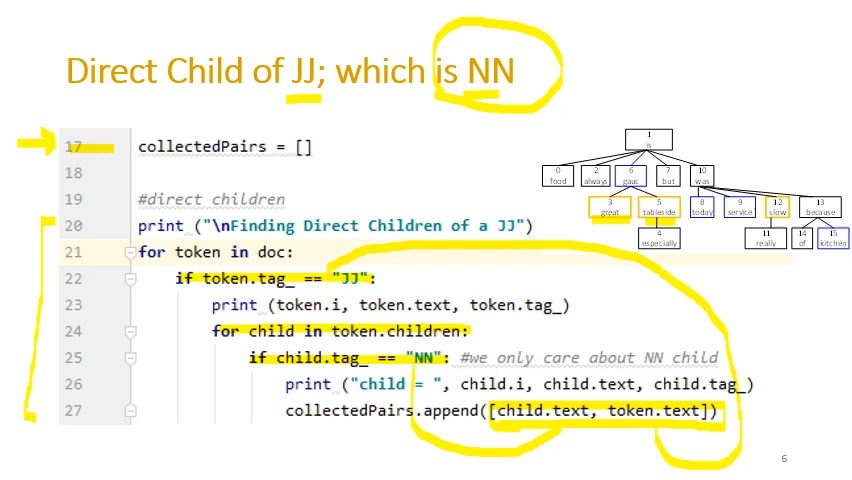 Direct Child of JJ; which is NN
17 collectedPairs = []
18
19 #direct children
20 print ("\nFinding Direct Children of a JJ")
21 for token in doc:
22 if token.tag_ == "JJ":
23 print (token.i, token.text, token.tag_)
24 for child in token.children:
25 if child.tag_ == "NN": #we only care about NN child
26 print ("child = ", child.i, child.text, child.tag_)
27 collectedPairs.append([child.text, token.text])
1
is
0 2 6 7 10
food always gauc but was
3 5 8 9 12 13
great tableside today service slow because
4 11 14 15
especially really of kitchen
6